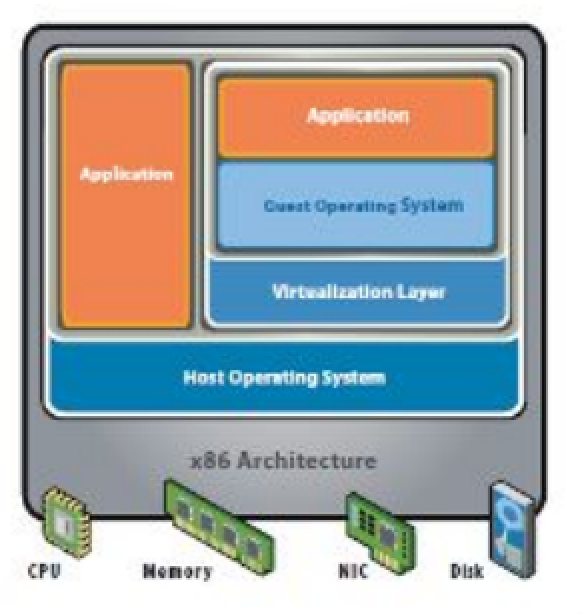 Application
Application
Guest Operating System
Virtualization Layer
Host Operating System
x86 Architecture
CPU
Memory
NIC
Disk